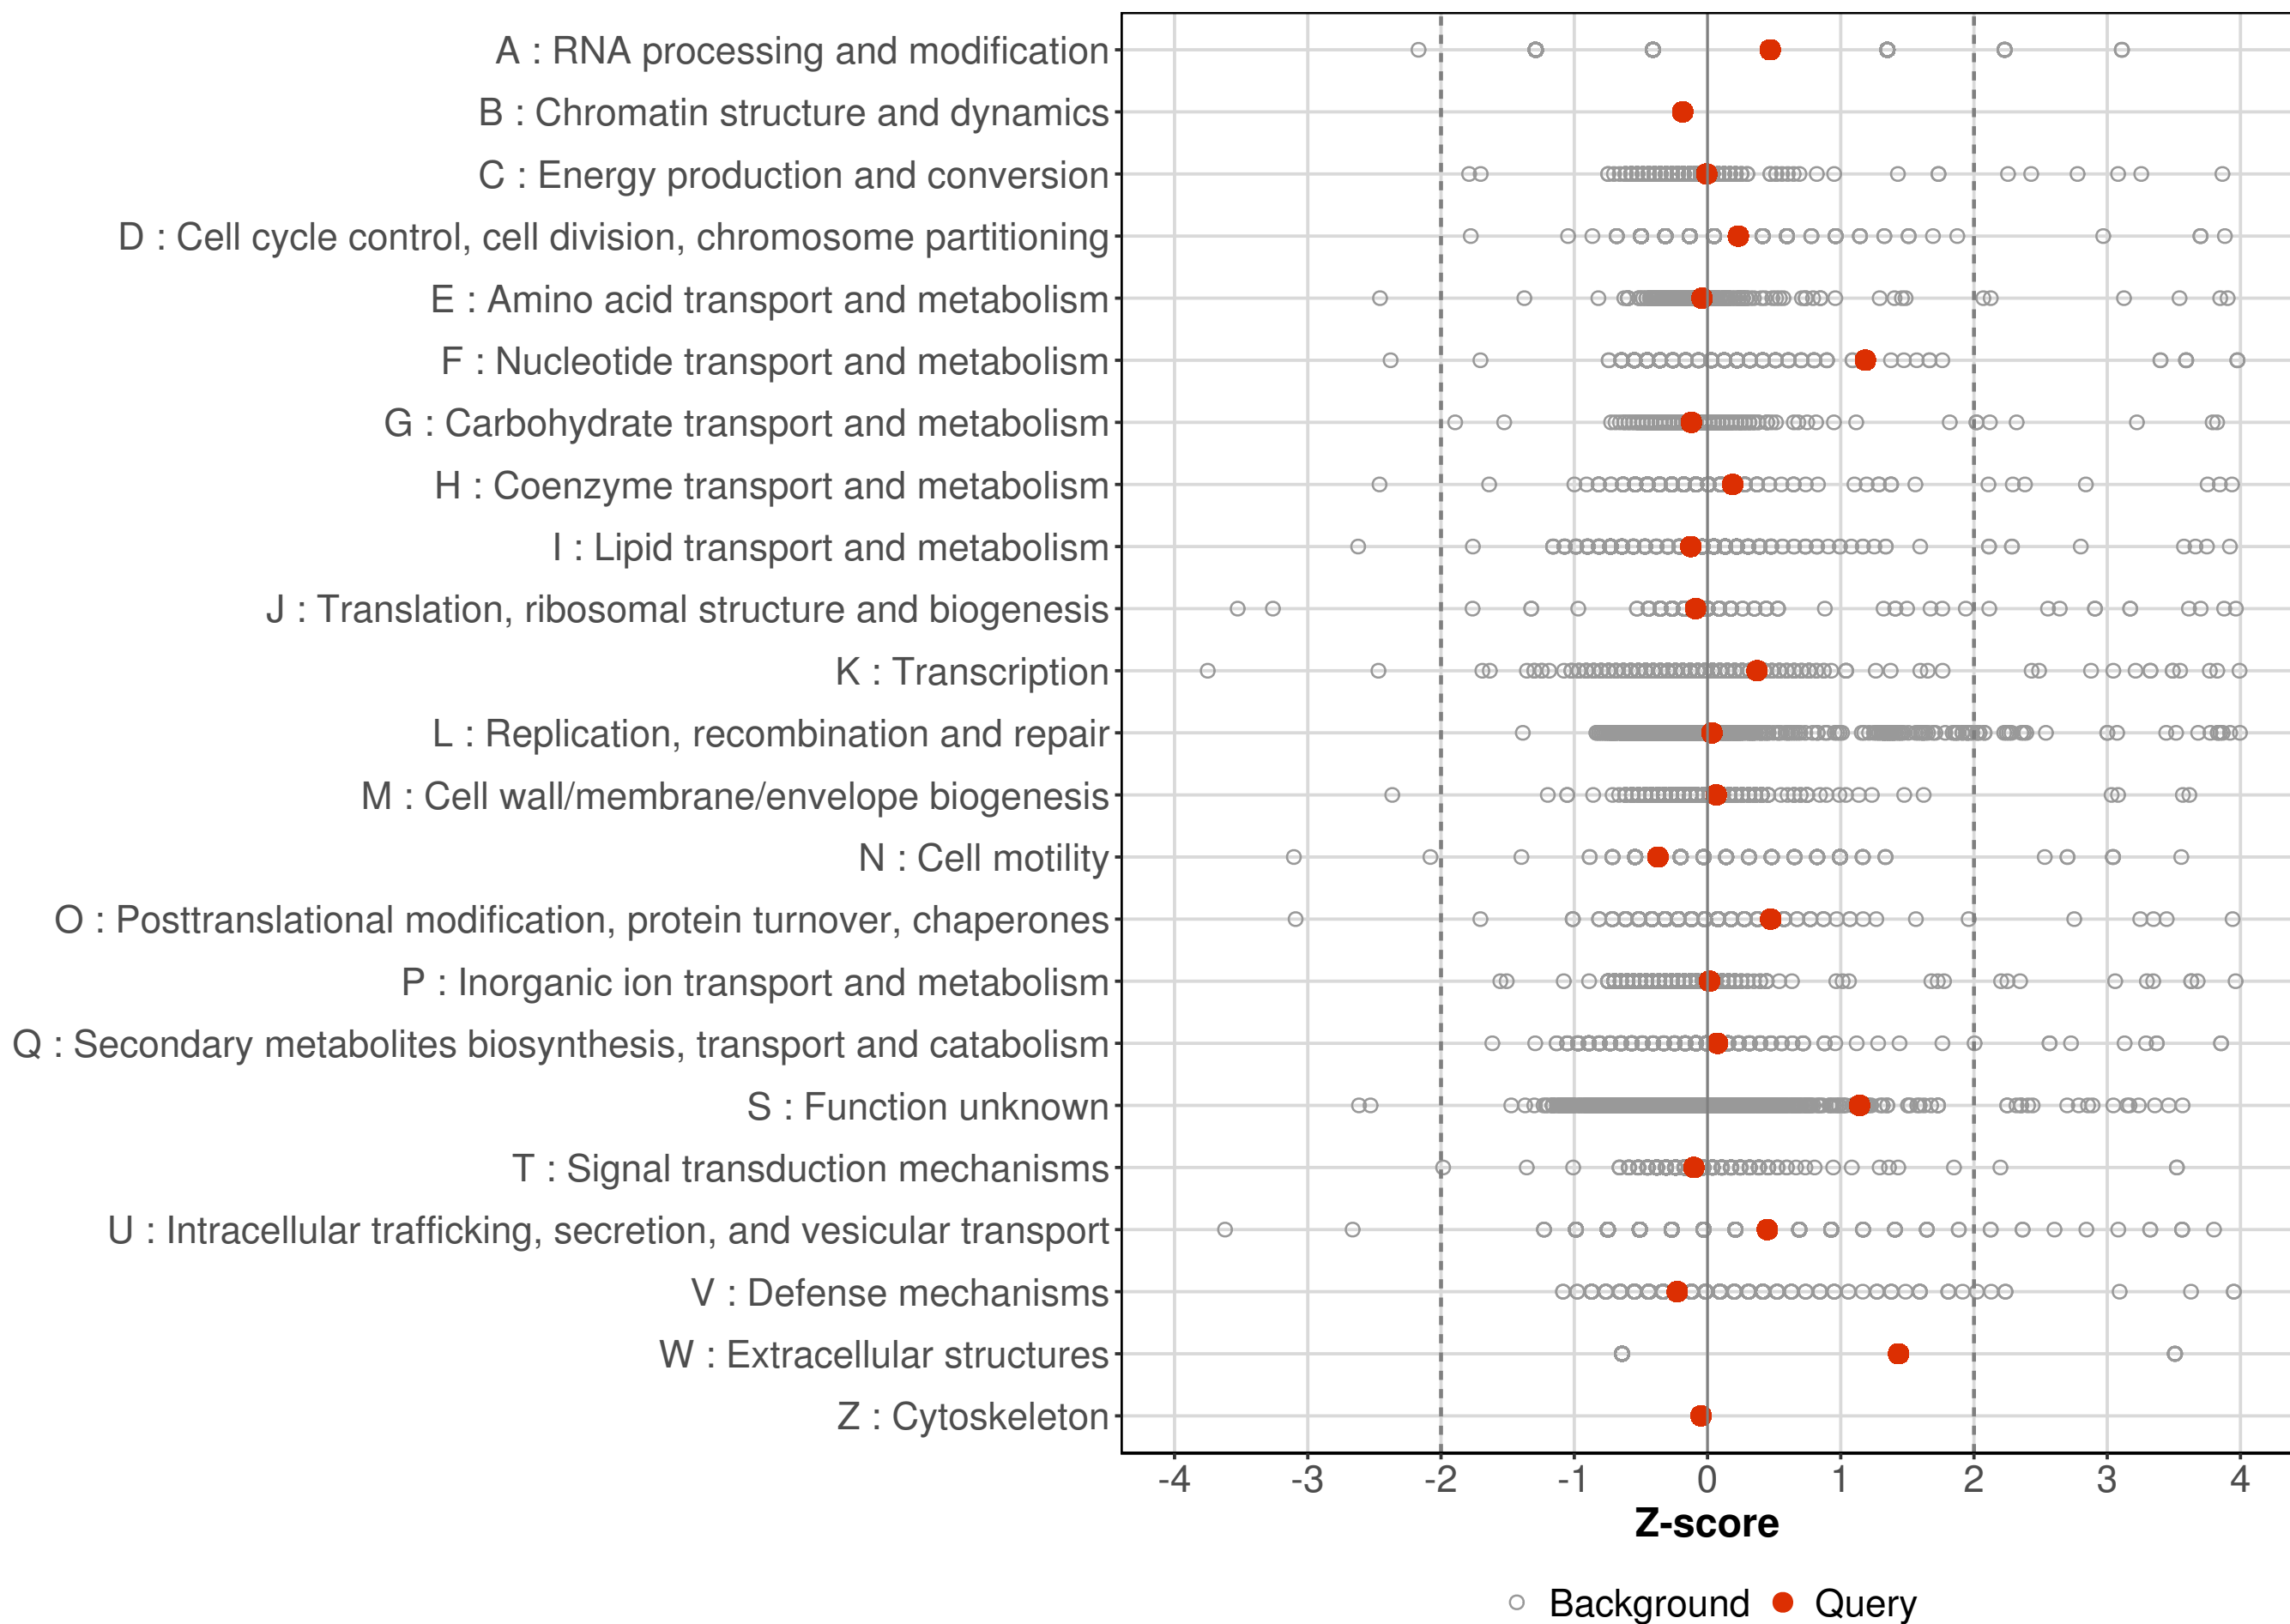 A : RNA processing and modification
B : Chromatin structure and dynamics
C : Energy production and conversion
D : Cell cycle control, cell division, chromosome partitioning
E : Amino acid transport and metabolism
F : Nucleotide transport and metabolism
G : Carbohydrate transport and metabolism
H : Coenzyme transport and metabolism
I : Lipid transport and metabolism
J : Translation, ribosomal structure and biogenesis
K : Transcription
L : Replication, recombination and repair
M : Cell wall/membrane/envelope biogenesis
N : Cell motility
O : Posttranslational modification, protein turnover, chaperones
P : Inorganic ion transport and metabolism
Q : Secondary metabolites biosynthesis, transport and catabolism
S : Function unknown
T : Signal transduction mechanisms
U : Intracellular trafficking, secretion, and vesicular transport
V : Defense mechanisms
W : Extracellular structures
Z : Cytoskeleton
-4 -3 -2 -1 0 1 2 3 4
Z-score
Background Query